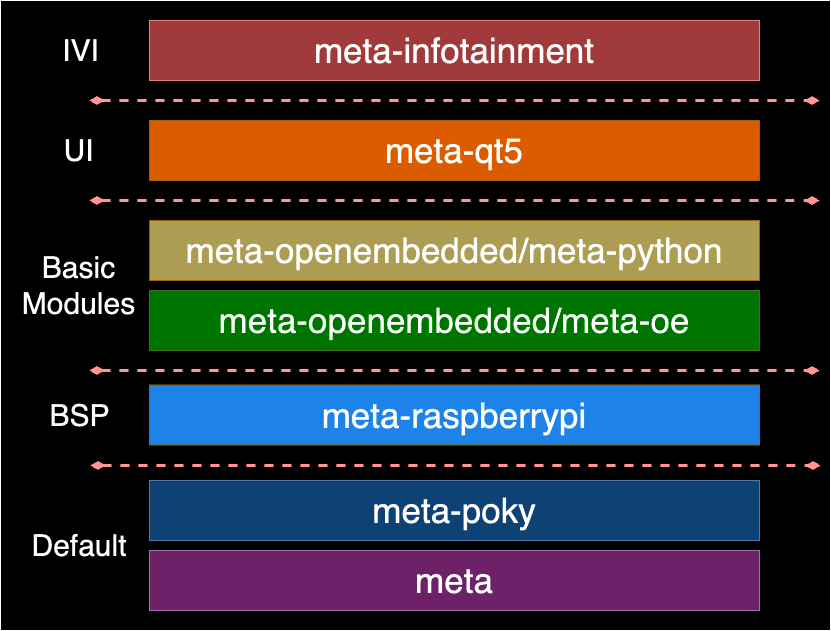 IVI
meta-infotainment
UI
meta-qt5
Basic
Modules
meta-openembedded/meta-python
meta-openembedded/meta-oe
BSP
meta-raspberrypi
Default
meta-poky
meta